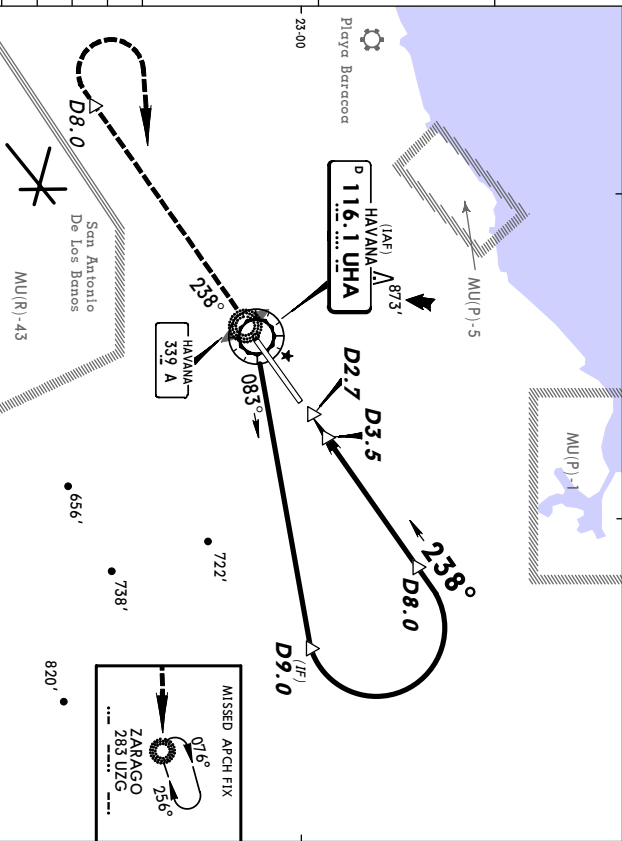 23-00
Playa Baracoa
D8.0
San Antonio
De Los Banos
MU(R)-43
MU(P)-5
873'
(IAF)
HAVANA
D 116.1 UHA
238°
HAVANA
339 A
083°
D2.7
D3.5
MU(P)-1
238°
D8.0
(IF)
D9.0
656'
722'
738'
820'
MISSED APCH FIX
076°
256°
ZARAGO
283 UZG